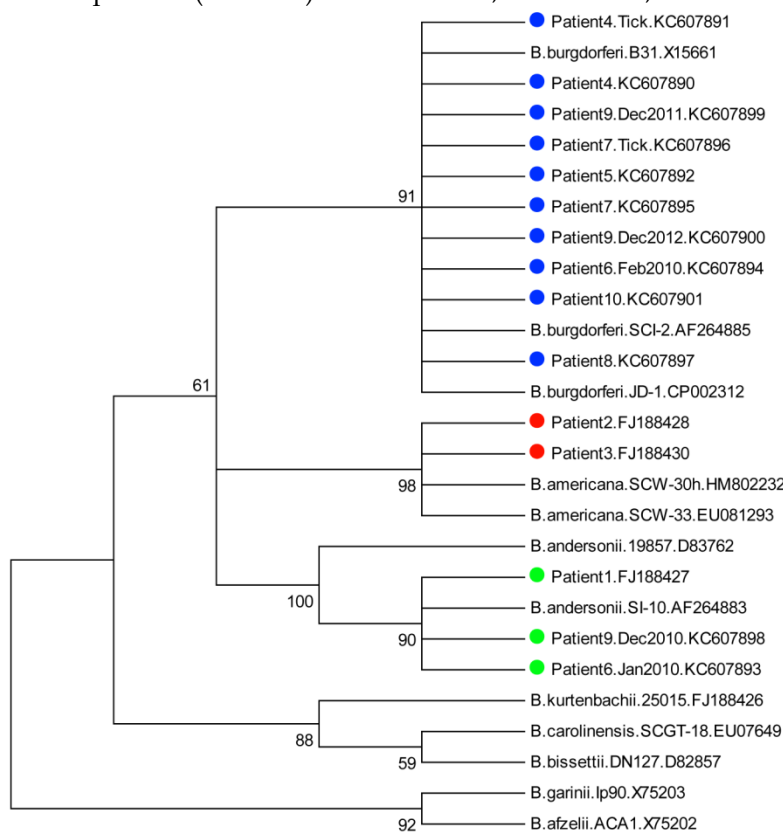 Patient4.Tick.KC607891
B.burgdorferi.B31.X15661
Patient4.KC607890
Patient9.Dec2011.KC607899
Patient7.Tick.KC607896
Patient5.KC607892
91
Patient7.KC607895
Patient9.Dec2012.KC607900
Patient6.Feb2010.KC607894
Patient10.KC607901
B.burgdorferi.SCI-2.AF264885
Patient8.KC607897
61
B.burgdorferi.JD-1.CP002312
Patient2.FJ188428
Patient3.FJ188430
98
B.americana.SCW-30h.HM802232
B.americana.SCW-33.EU081293
B.andersonii.19857.D83762
Patient1.FJ188427
100
B.andersonii.SI-10.AF264883
90
Patient9.Dec2010.KC607898
Patient6.Jan2010.KC607893
B.kurtenbachii.25015.FJ188426
88
B.carolinensis.SCGT-18.EU07649
59
B.bissettii.DN127.D82857
B.garinii.Ip90.X75203
92
B.afzelii.ACA1.X75202